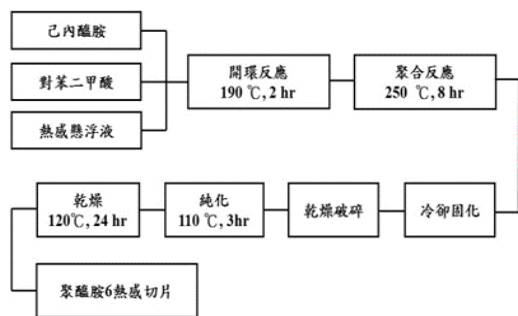 己內醯胺
對苯二甲酸
熱感懸浮液
開環反應
190 ℃, 2 hr
聚合反應
250 ℃, 8 hr
冷卻固化
乾燥破碎
純化
110 ℃, 3hr
乾燥
120℃, 24 hr
聚醯胺6熱感切片